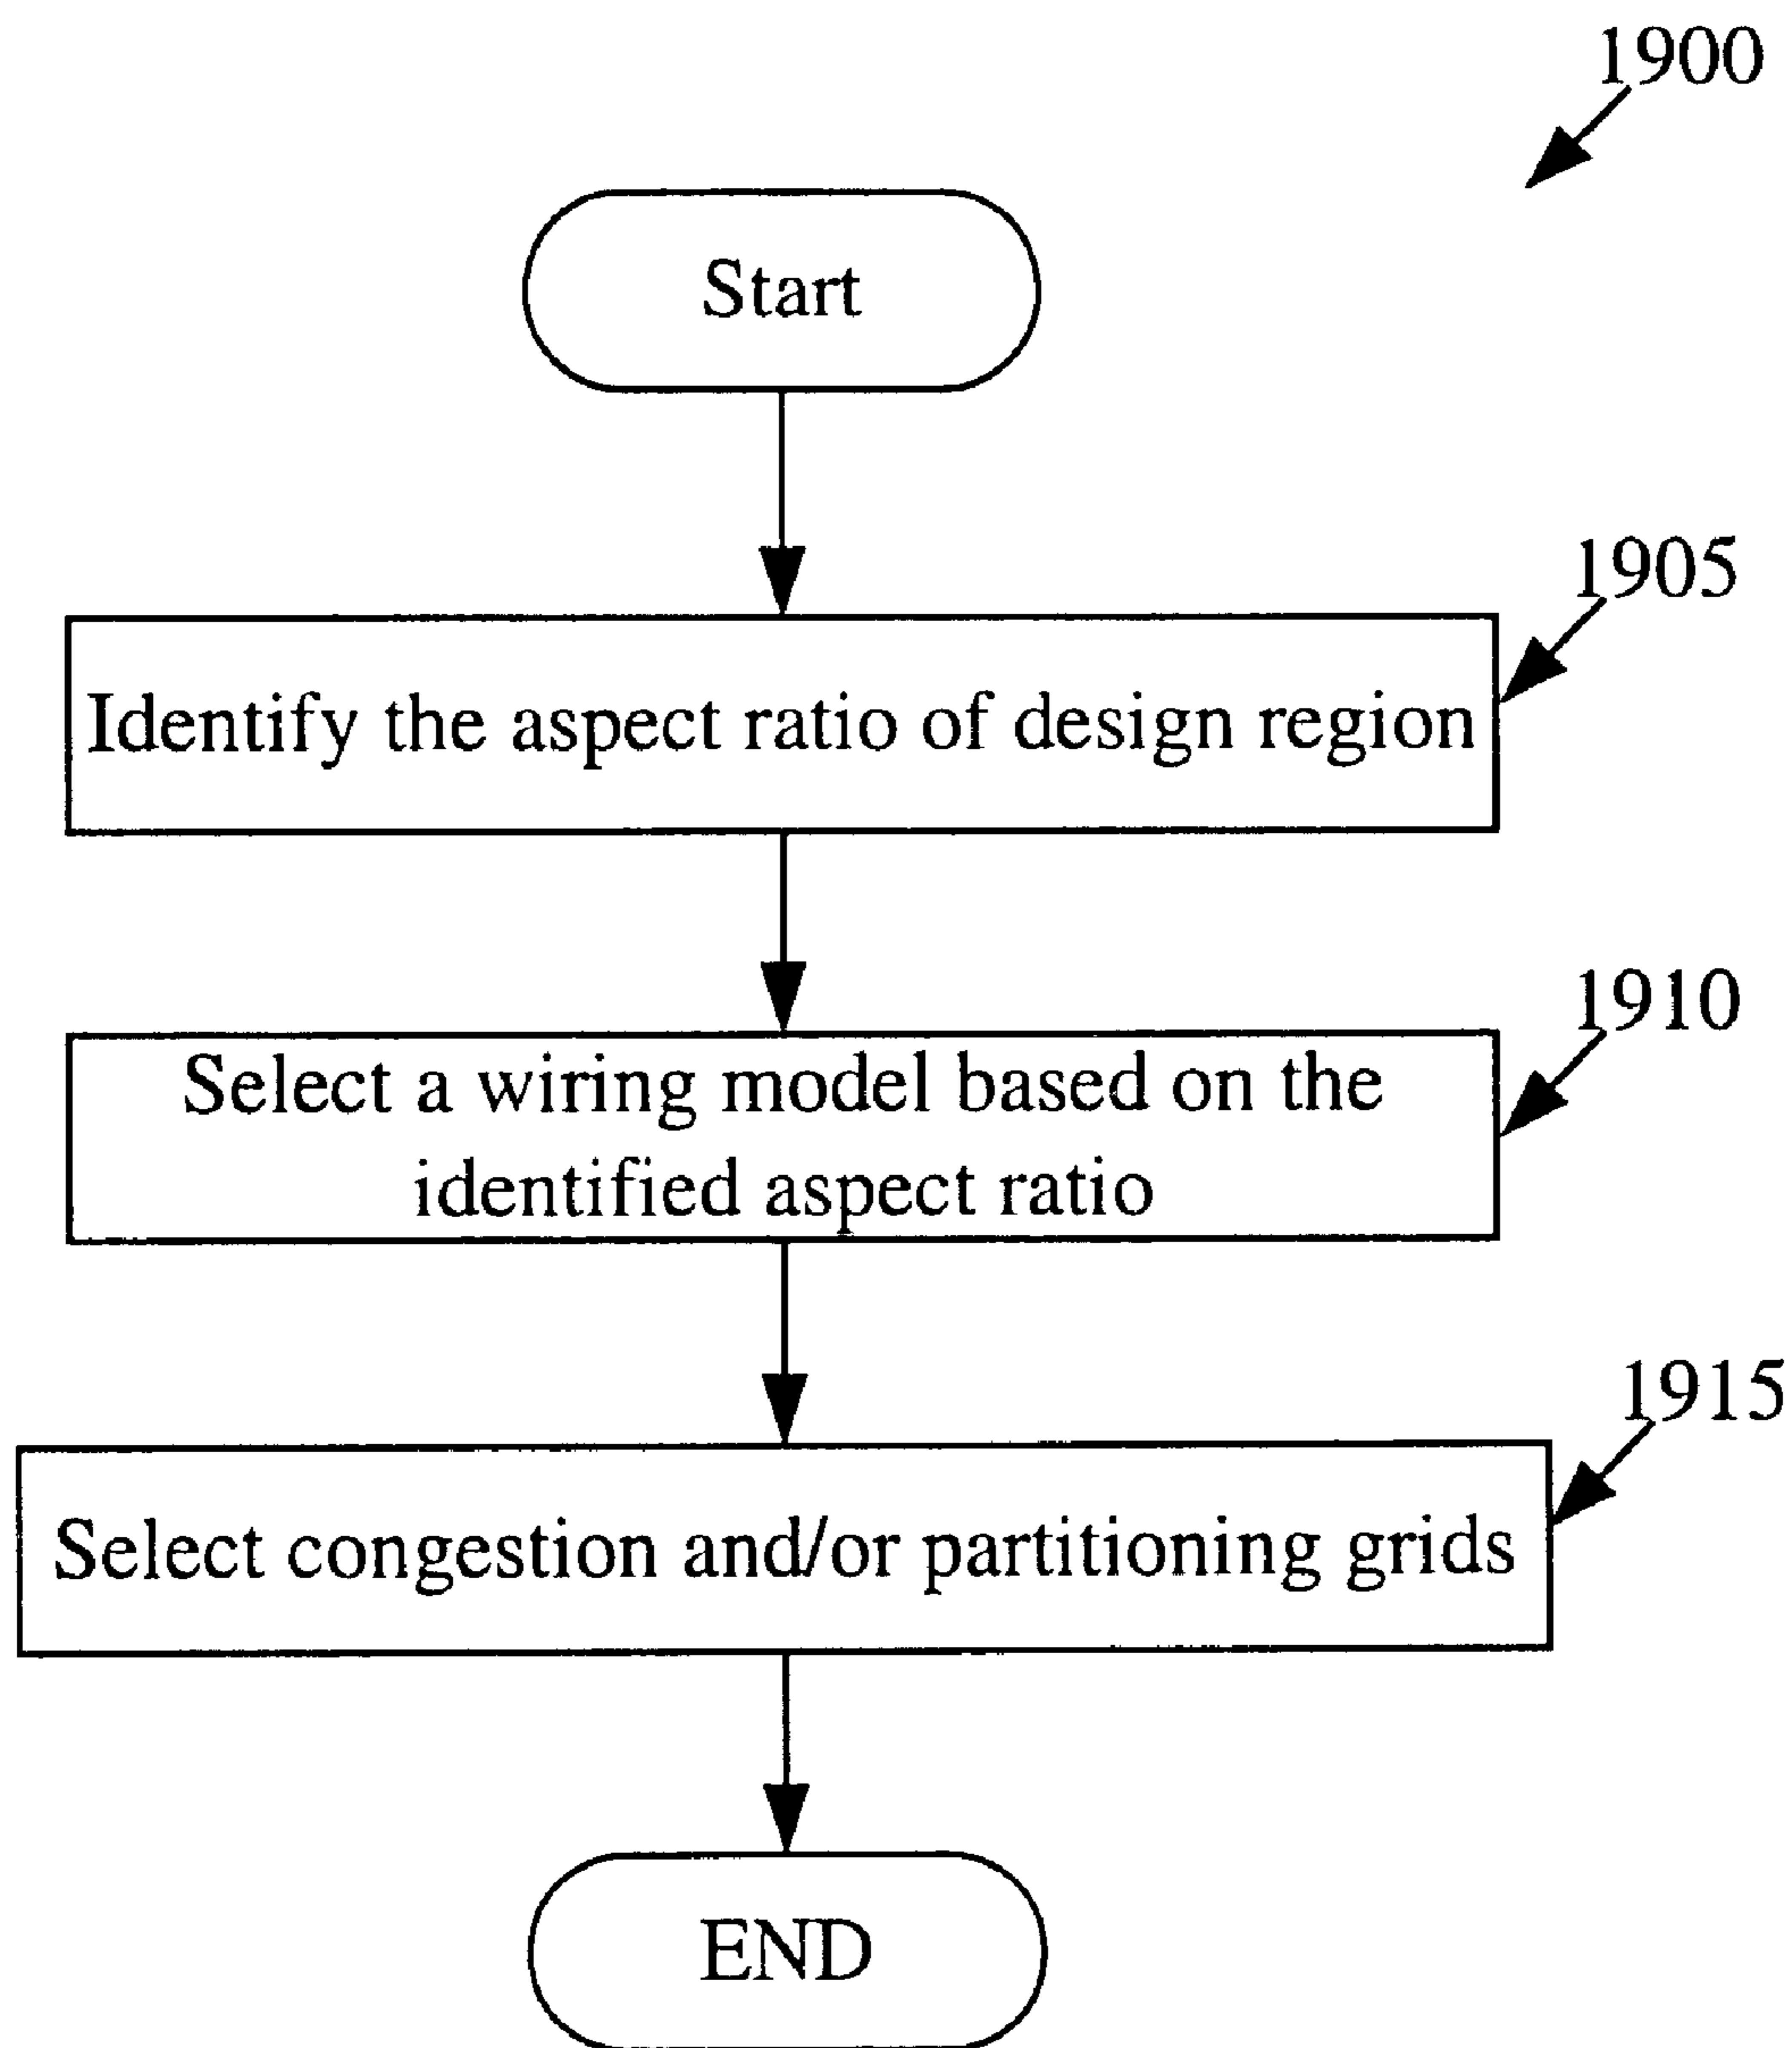 1900
Start
1905
Identify the aspect ratio of design region
1910
Select a wiring model based on the
identified aspect ratio
1915
Select congestion and/or partitioning grids
END